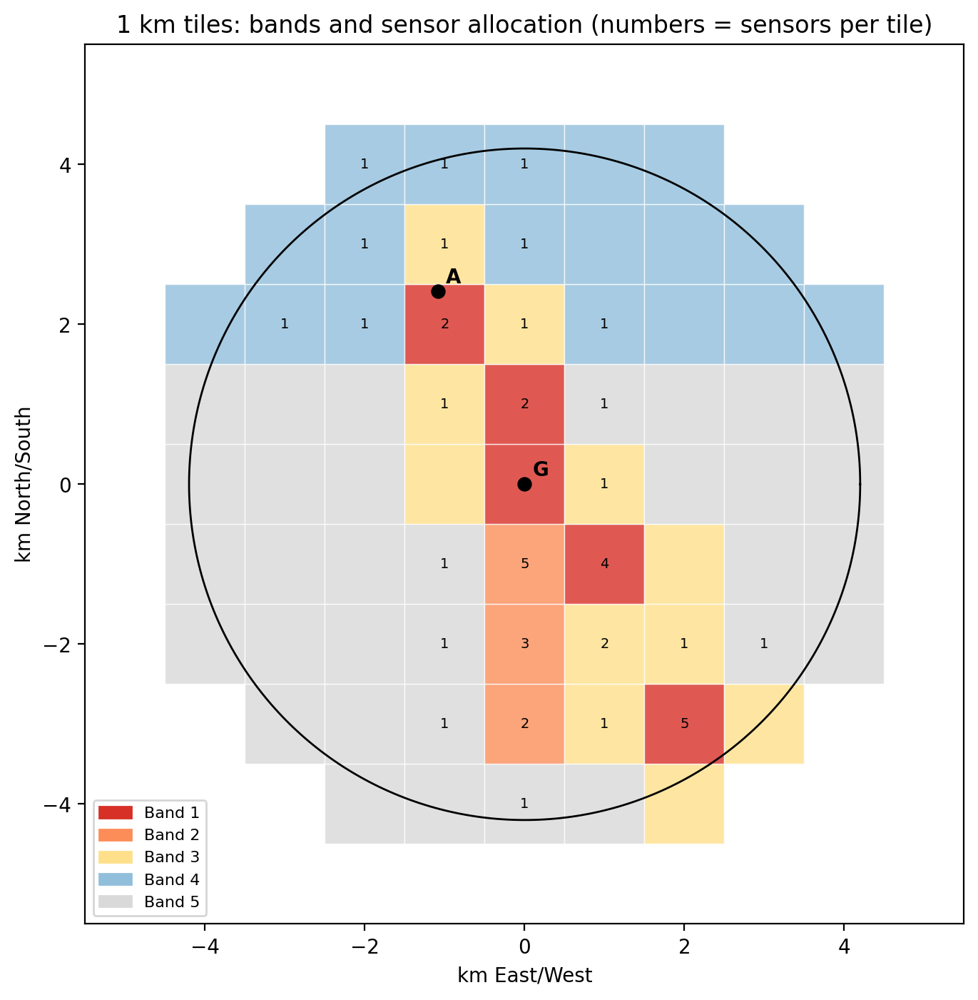 1 km tiles: bands and sensor allocation (numbers = sensors per tile)
4
1 1 1
1 1 1
A
2
1 1 2 1 1
1 2 1
G
0
1
1 5 4
−2
1 3 2 1 1
1 2 1 5
−4
1
Band 1
Band 2
Band 3
Band 4
Band 5
−4 −2 0 2 4
km East/West
km North/South